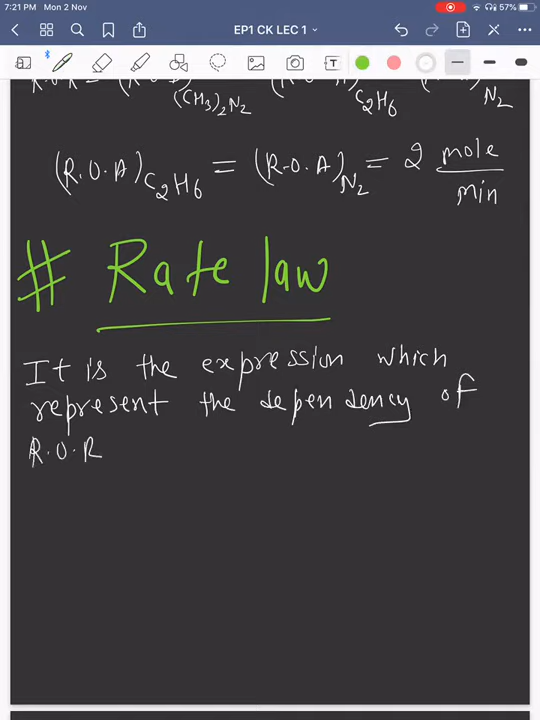 7:21 PM Mon 2 Nov 57%
EP1 CK LEC 1
(CH3)2N2 C2H6 N2
(R.O.A)C2H6 = (R.O.A)N2 = 2 mole/min
# Rate law
It is the expression which
represent the dependency of
R.O.R